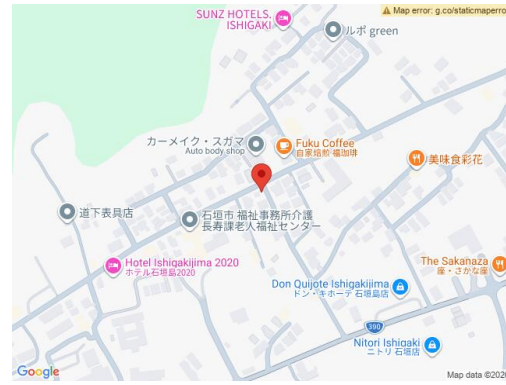 SUNZ HOTELS.
ISHIGAKI
Map error: g.co/staticmaperro
ルポ green
カーメイク・スガマ
Auto body shop
Fuku Coffee
自家焙煎 福珈琲
美味食彩花
道下表具店
石垣市 福祉事務所介護
長寿課老人福祉センター
Hotel Ishigakijima 2020
ホテル石垣島2020
The Sakanaza
座・さかな座
Don Quijote Ishigakijima
ドン・キホーテ 石垣島店
390
Nitori Ishigaki
ニトリ 石垣店
Google
Map data ©2026